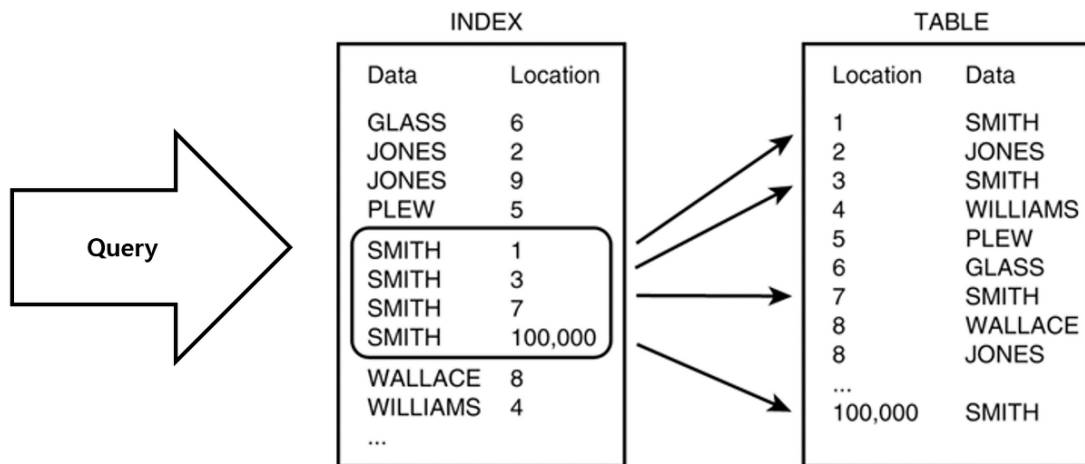 INDEX
Data Location
GLASS 6
JONES 2
JONES 9
PLEW 5
SMITH 1
SMITH 3
SMITH 7
SMITH 100,000
WALLACE 8
WILLIAMS 4
...
TABLE
Location Data
1 SMITH
2 JONES
3 SMITH
4 WILLIAMS
5 PLEW
6 GLASS
7 SMITH
8 WALLACE
8 JONES
...
100,000 SMITH
Query